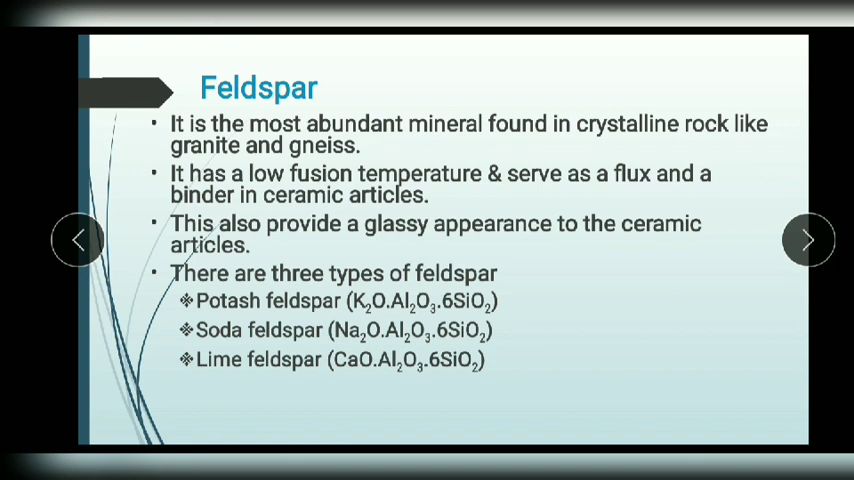 Feldspar
• It is the most abundant mineral found in crystalline rock like
granite and gneiss.
• It has a low fusion temperature & serve as a flux and a
binder in ceramic articles.
• This also provide a glassy appearance to the ceramic
articles.
• There are three types of feldspar
※Potash feldspar (K₂O.Al₂O₃.6SiO₂)
※Soda feldspar (Na₂O.Al₂O₃.6SiO₂)
※Lime feldspar (CaO.Al₂O₃.6SiO₂)